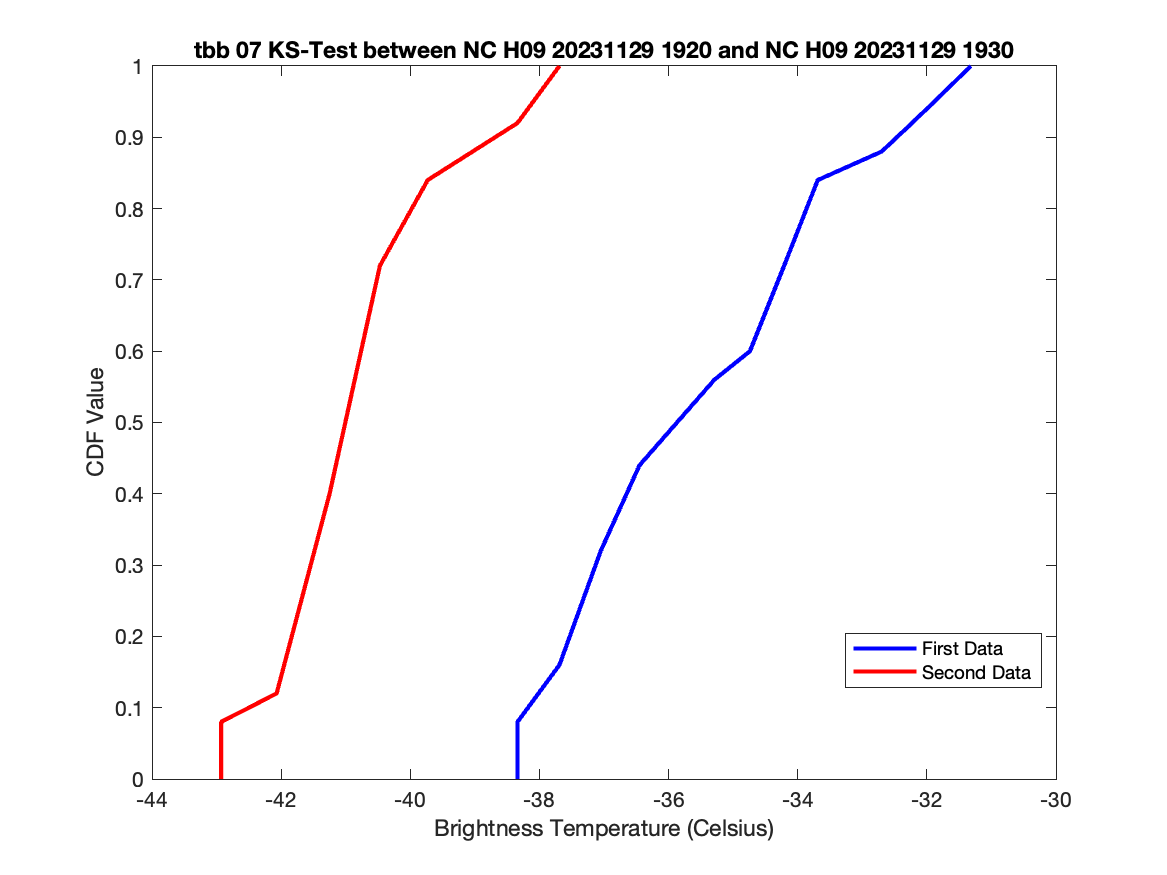 tbb 07 KS-Test between NC H09 20231129 1920 and NC H09 20231129 1930
1
0.9
0.8
0.7
0.6
0.5
0.4
0.3
0.2
0.1
0
CDF Value
First Data
Second Data
-44 -42 -40 -38 -36 -34 -32 -30
Brightness Temperature (Celsius)